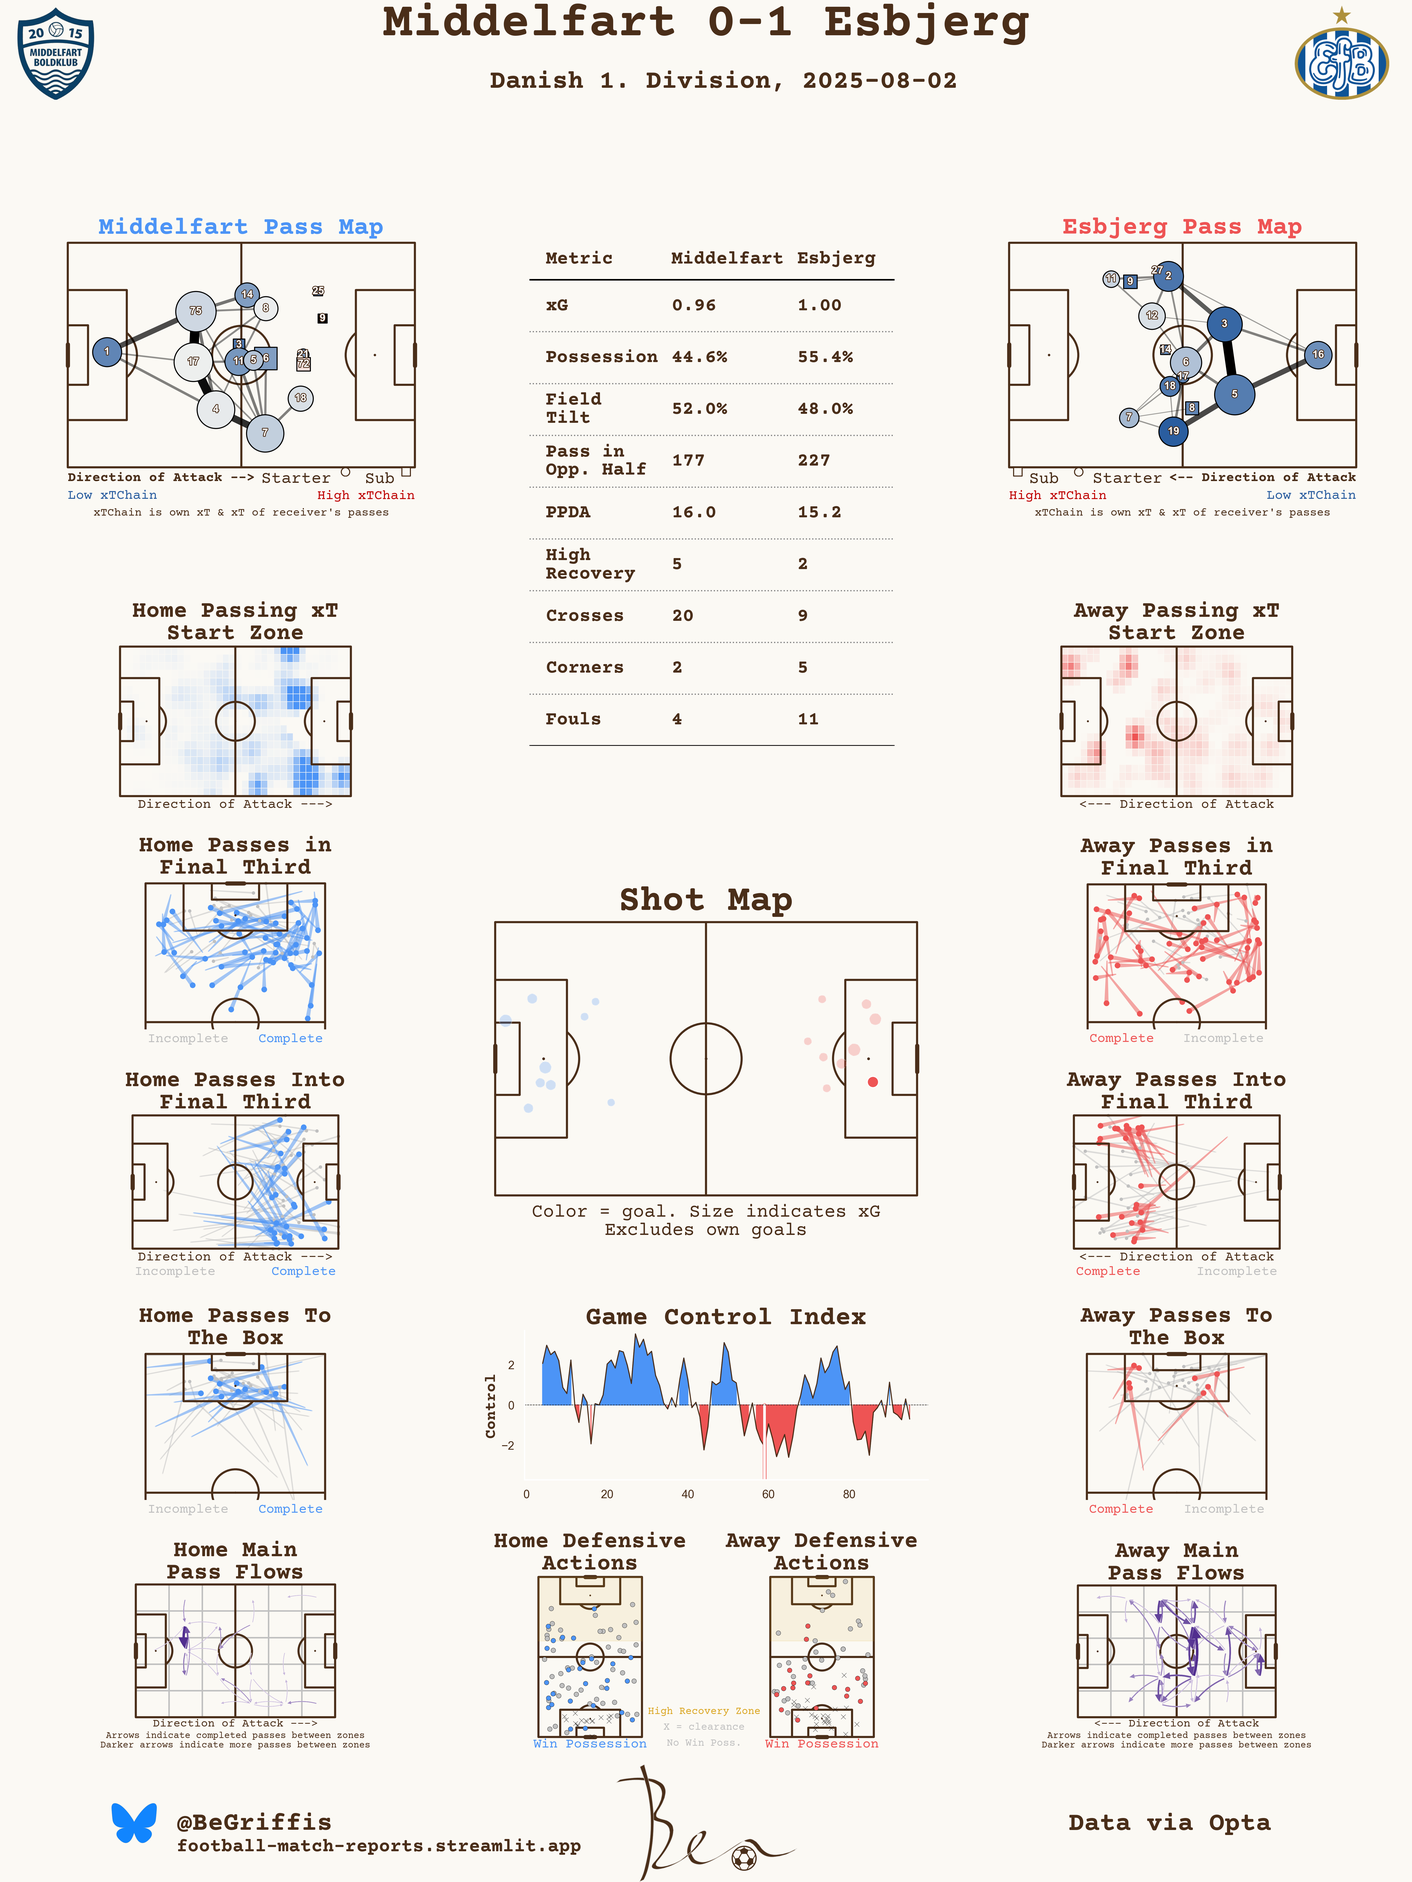 Middelfart 0-1 Esbjerg
Danish 1. Division, 2025-08-02
20 15
MIDDELFART
BOLDKLUB
EfB
Middelfart Pass Map
1
75
17
4
14
8
3
11
5
6
7
18
25
9
21
72
Direction of Attack --> Starter Sub
Low xTChain High xTChain
xTChain is own xT & xT of receiver's passes
Metric Middelfart Esbjerg
xG 0.96 1.00
Possession 44.6% 55.4%
Field
Tilt 52.0% 48.0%
Pass in
Opp. Half 177 227
PPDA 16.0 15.2
High
Recovery 5 2
Crosses 20 9
Corners 2 5
Fouls 4 11
Esbjerg Pass Map
11
9
27
2
12
3
14
6
16
17
18
5
7
8
19
Sub Starter <-- Direction of Attack
High xTChain Low xTChain
xTChain is own xT & xT of receiver's passes
Home Passing xT
Start Zone
Direction of Attack --->
Away Passing xT
Start Zone
<--- Direction of Attack
Home Passes in
Final Third
Incomplete Complete
Away Passes in
Final Third
Complete Incomplete
Shot Map
Color = goal. Size indicates xG
Excludes own goals
Home Passes Into
Final Third
Direction of Attack --->
Incomplete Complete
Away Passes Into
Final Third
<--- Direction of Attack
Complete Incomplete
Home Passes To
The Box
Incomplete Complete
Game Control Index
Control
2
0
−2
0 20 40 60 80
Away Passes To
The Box
Complete Incomplete
Home Main
Pass Flows
Direction of Attack --->
Arrows indicate completed passes between zones
Darker arrows indicate more passes between zones
Home Defensive
Actions
Win Possession
Away Defensive
Actions
Win Possession
High Recovery Zone
X = clearance
No Win Poss.
Away Main
Pass Flows
<--- Direction of Attack
Arrows indicate completed passes between zones
Darker arrows indicate more passes between zones
@BeGriffis
football-match-reports.streamlit.app
Ben
Data via Opta